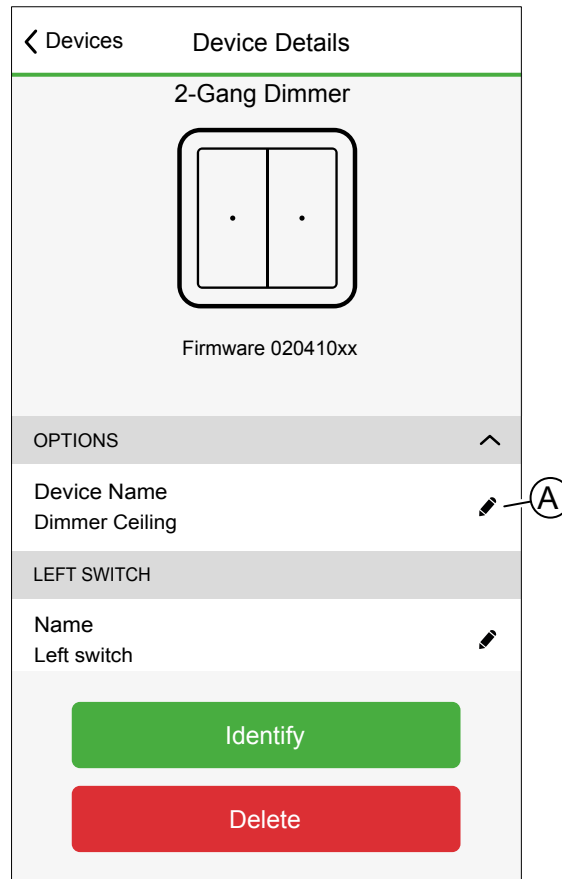 Devices
Device Details
2-Gang Dimmer
Firmware 020410xx
OPTIONS
Device Name
A
Dimmer Ceiling
LEFT SWITCH
Name
Left switch
Identify
Delete